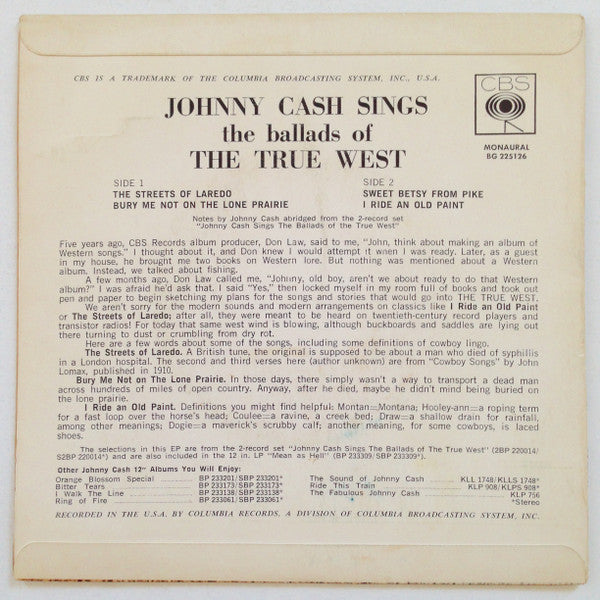 CBS IS A TRADEMARK OF THE COLUMBIA BROADCASTING SYSTEM, INC., U.S.A.
CBS
JOHNNY CASH SINGS
the ballads of
THE TRUE WEST
MONAURAL
BG 225126
SIDE 1
THE STREETS OF LAREDO
BURY ME NOT ON THE LONE PRAIRIE
SIDE 2
SWEET BETSY FROM PIKE
I RIDE AN OLD PAINT
Notes by Johnny Cash abridged from the 2-record set
"Johnny Cash Sings The Ballads of the True West"
Five years ago, CBS Records album producer, Don Law, said to me, "John, think about making an album of
Western songs." I thought about it, and Don knew I would attempt it when I was ready. Later, as a guest
in my house, he brought me two books on Western lore. But nothing was mentioned about a Western
album. Instead, we talked about fishing.
A few months ago, Don Law called me, "Johnny, old boy, aren't we about ready to do that Western
album?" I was afraid he'd ask that. I said "Yes," then locked myself in my room full of books and took out
pen and paper to begin sketching my plans for the songs and stories that would go into THE TRUE WEST.
We aren't sorry for the modern sounds and modern arrangements on classics like I Ride an Old Paint
or The Streets of Laredo; after all, they were meant to be heard on twentieth-century record players and
transistor radios! For today that same west wind is blowing, although buckboards and saddles are lying out
there turning to dust or crumbling from dry rot.
Here are a few words about some of the songs, including some definitions of cowboy lingo.
The Streets of Laredo. A British tune, the original is supposed to be about a man who died of syphillis
in a London hospital. The second and third verses here (author unknown) are from "Cowboy Songs" by John
Lomax, published in 1910.
Bury Me Not on The Lone Prairie. In those days, there simply wasn't a way to transport a dead man
across hundreds of miles of open country. Anyway, after he died, maybe he didn't mind being buried on
the lone prairie.
I Ride an Old Paint. Definitions you might find helpful: Montan=Montana; Hooley-ann=a roping term
for a fast loop over the horse's head; Coulee=a ravine, a creek bed; Draw=a shallow drain for rainfall,
among other meanings; Dogie=a maverick's scrubby calf; another meaning, for some cowboys, is laced
shoes.
The selections in this EP are from the 2-record set "Johnny Cash Sings The Ballads of The True West" (2BP 220014/
S2BP 220014*) and are also included in the 12 in. LP "Mean as Hell" (BP 233309/SBP 233309*).
Other Johnny Cash 12" Albums You Will Enjoy:
Orange Blossom Special ........ BP 233201/SBP 233201*
Bitter Tears ........ BP 233173/SBP 233173*
I Walk The Line ........ BP 233138/SBP 233138*
Ring of Fire ........ BP 233061/SBP 233061*
The Sound of Johnny Cash ...... KLL 1748/KLLS 1748*
Ride This Train ........ KLP 908/KLPS 908*
The Fabulous Johnny Cash ........ KLP 756
*Stereo
RECORDED IN THE U.S.A. BY COLUMBIA RECORDS. A DIVISION OF COLUMBIA BROADCASTING SYSTEM, INC.